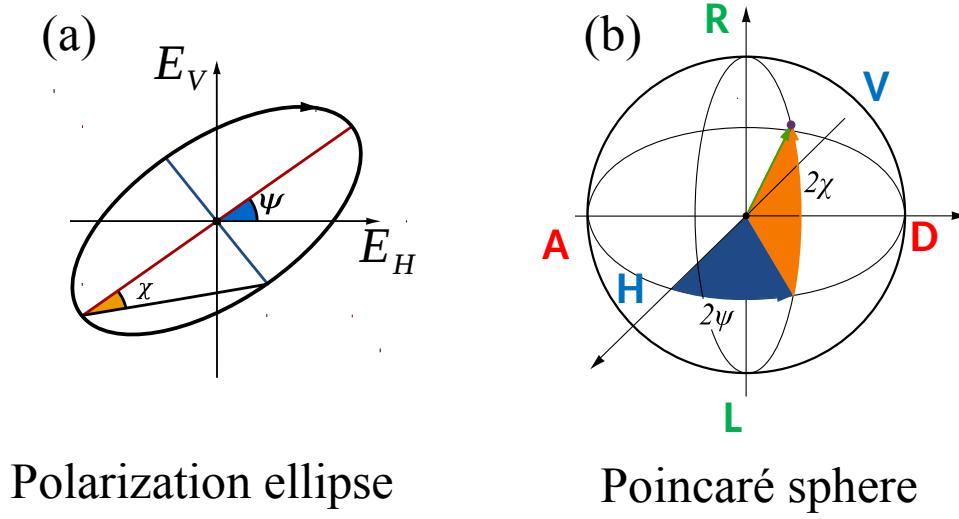 (a)
E_V
ψ
E_H
χ
Polarization ellipse
(b)
R
V
2χ
A
D
H
2ψ
L
Poincaré sphere